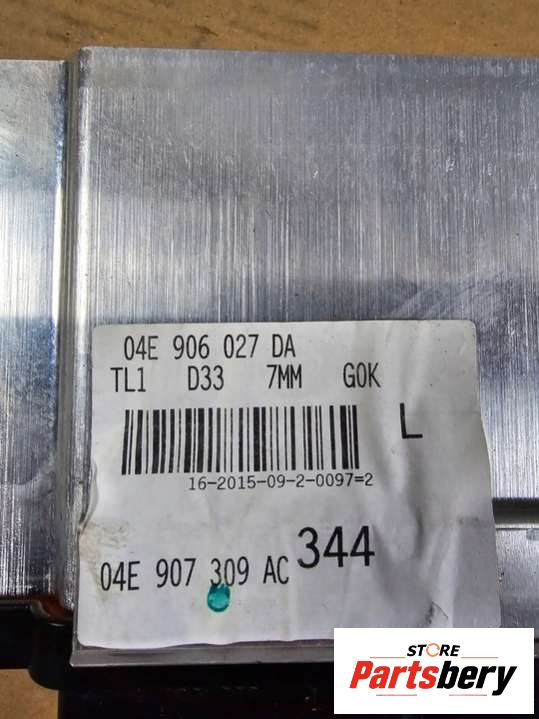 04E 906 027 DA
TL1 D33 7MM G0K
L
16-2015-09-2-0097=2
04E 907 309 AC 344
STORE
Partsbery